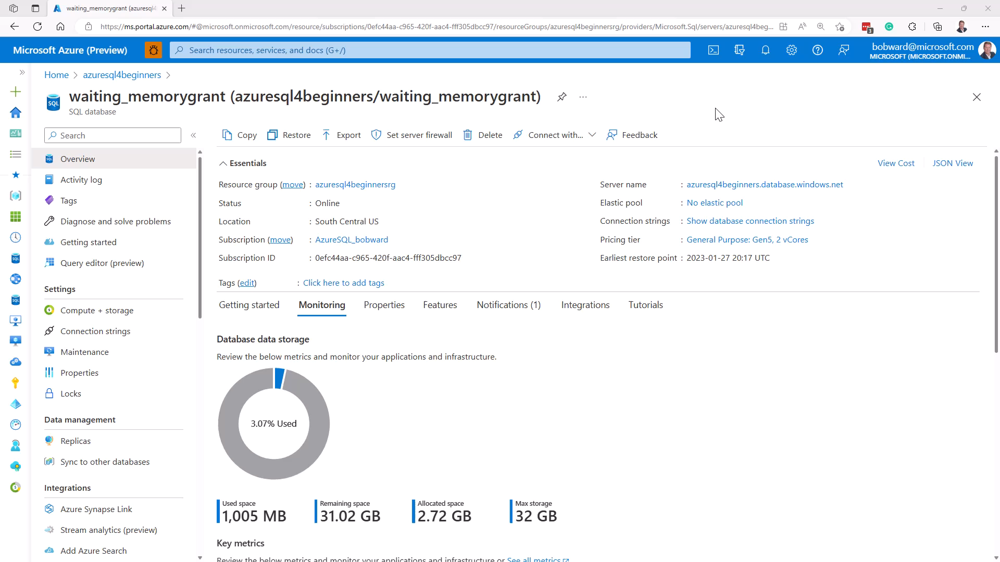 waiting_memorygrant (azuresql4
https://ms.portal.azure.com/#@microsoft.onmicrosoft.com/resource/subscriptions/0efc44aa-c965-420f-aac4-fff305dbcc97/resourceGroups/azuresql4beginnersrg/providers/Microsoft.Sql/servers/azuresql4beg...
3
Microsoft Azure (Preview)
Search resources, services, and docs (G+/)
bobward@microsoft.com
MICROSOFT (MICROSOFT.ONMI...
Home > azuresql4beginners >
SQL
waiting_memorygrant (azuresql4beginners/waiting_memorygrant)
...
SQL database
Search
Copy
Restore
Export
Set server firewall
Delete
Connect with...
Feedback
Overview
Activity log
Tags
Diagnose and solve problems
Getting started
Query editor (preview)
Settings
Compute + storage
Connection strings
Maintenance
Properties
Locks
Data management
Replicas
Sync to other databases
Integrations
Azure Synapse Link
Stream analytics (preview)
Add Azure Search
Essentials
View Cost
JSON View
Resource group (move) : azuresql4beginnersrg
Status : Online
Location : South Central US
Subscription (move) : AzureSQL_bobward
Subscription ID : 0efc44aa-c965-420f-aac4-fff305dbcc97
Server name : azuresql4beginners.database.windows.net
Elastic pool : No elastic pool
Connection strings : Show database connection strings
Pricing tier : General Purpose: Gen5, 2 vCores
Earliest restore point : 2023-01-27 20:17 UTC
Tags (edit) : Click here to add tags
Getting started
Monitoring
Properties
Features
Notifications (1)
Integrations
Tutorials
Database data storage
Review the below metrics and monitor your applications and infrastructure.
3.07% Used
Used space
1,005 MB
Remaining space
31.02 GB
Allocated space
2.72 GB
Max storage
32 GB
Key metrics
Review the below metrics and monitor your applications and infrastructure or See all metrics